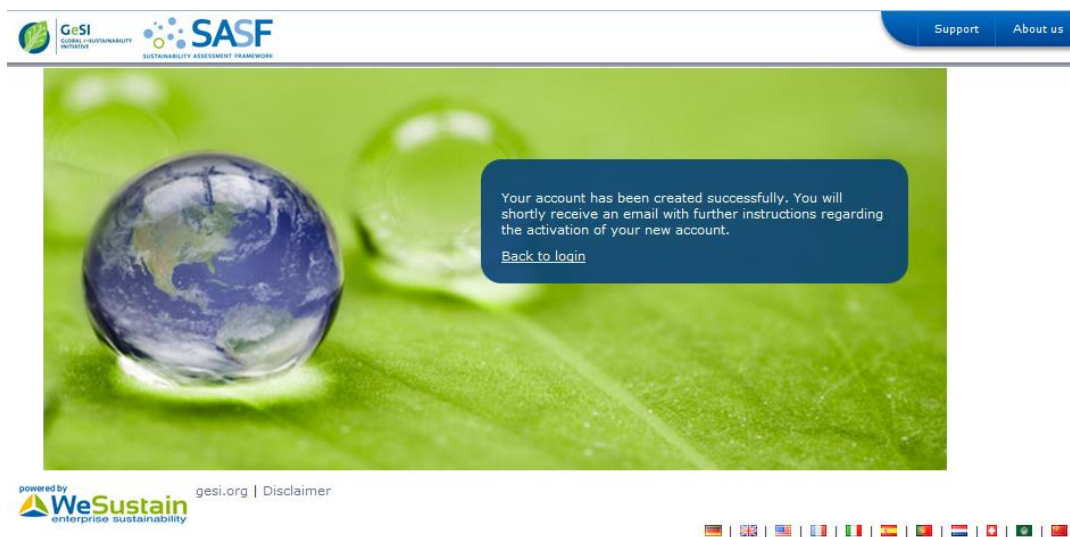 GeSI
GLOBAL e-SUSTAINABILITY
INITIATIVE
SASF
SUSTAINABILITY ASSESSMENT FRAMEWORK
Support About us
Your account has been created successfully. You will
shortly receive an email with further instructions regarding
the activation of your new account.
Back to login
powered by
WeSustain
enterprise sustainability
gesi.org | Disclaimer